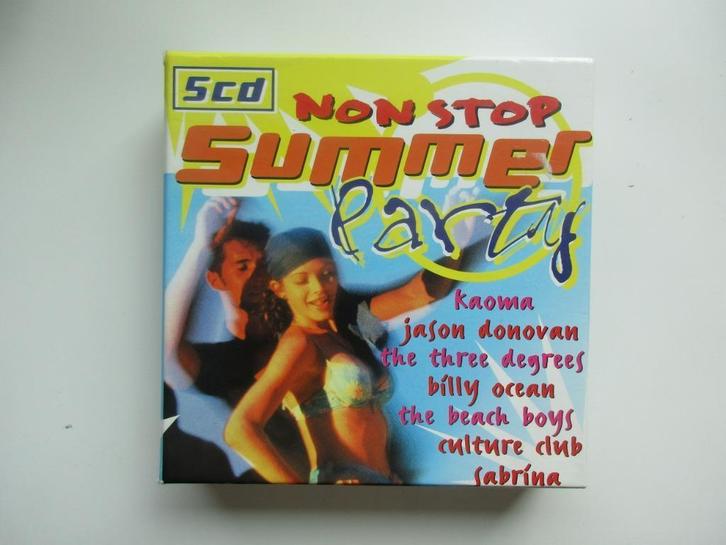 5cd
NON STOP
Summer
Party
kaoma
jason donovan
the three degrees
billy ocean
the beach boys
culture club
sabrina